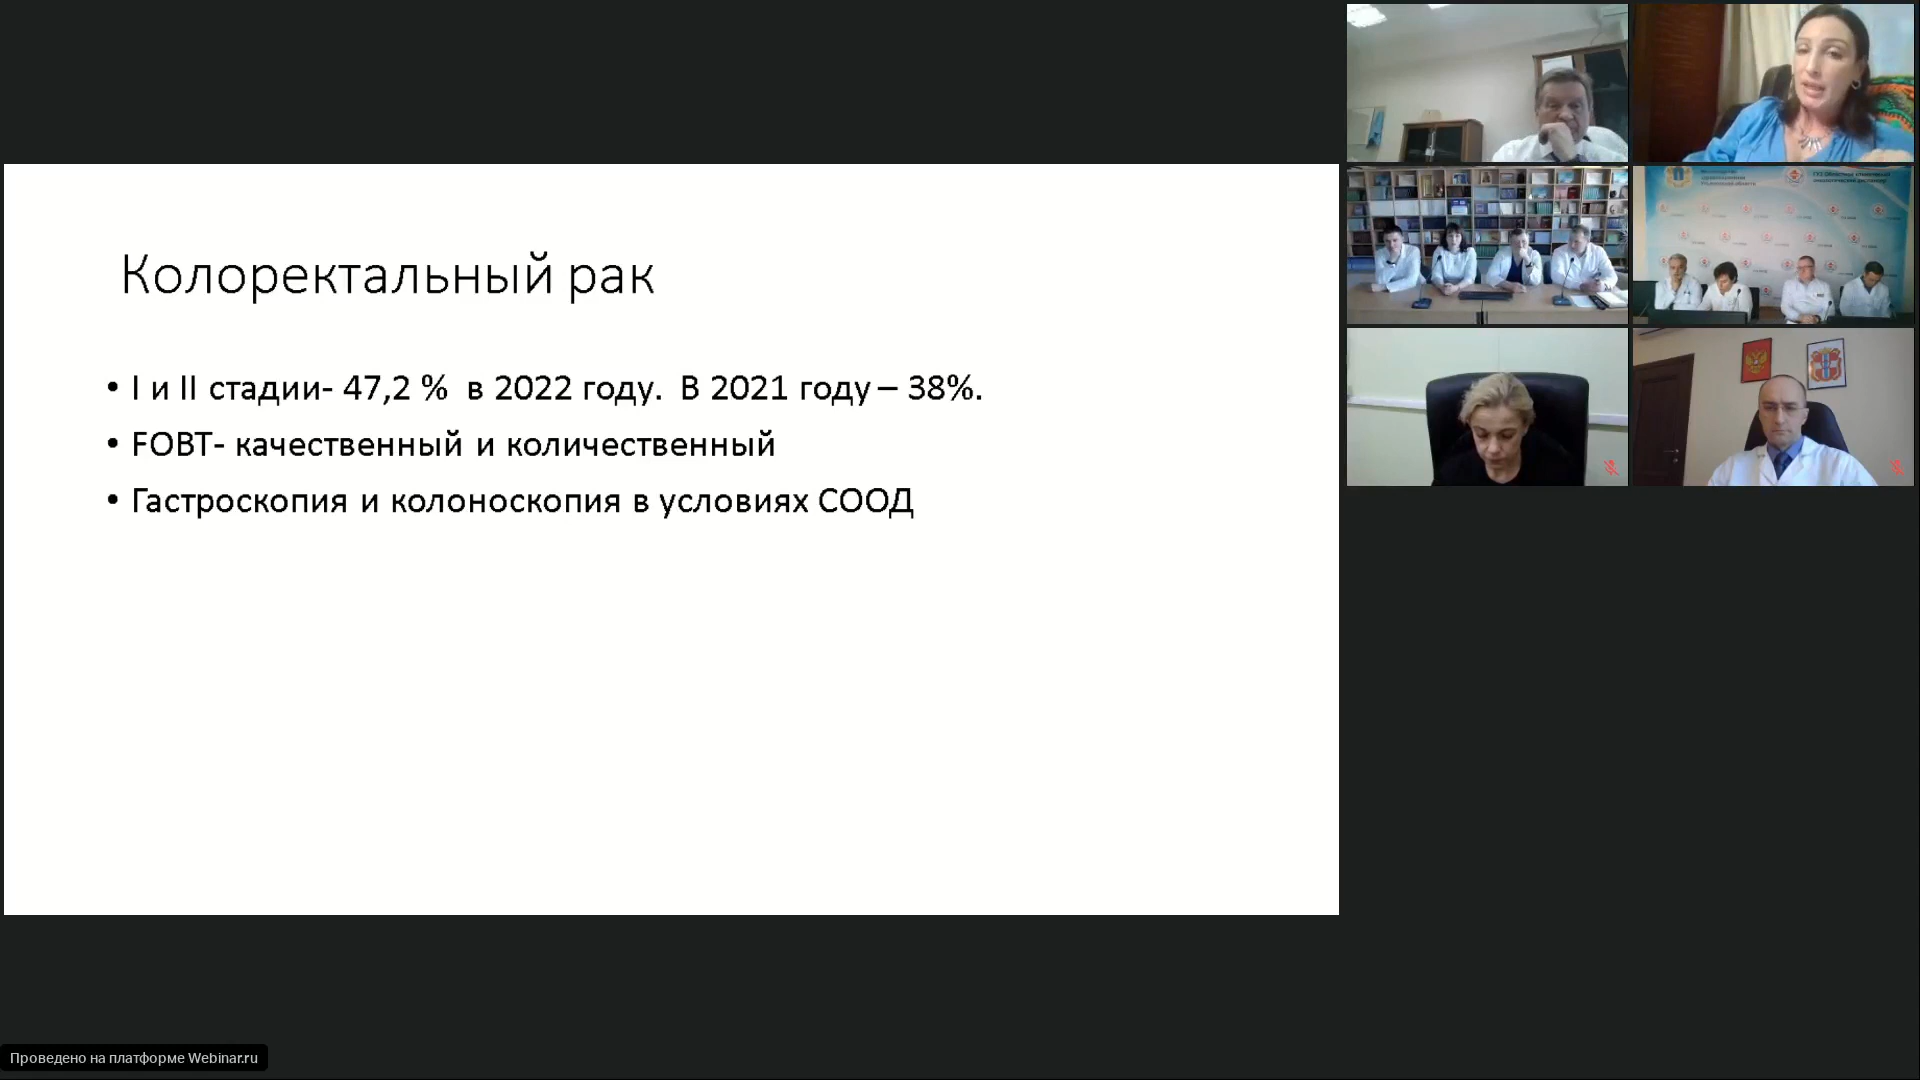 Колоректальный рак
• I и II стадии- 47,2 % в 2022 году. В 2021 году – 38%.
• FOBT- качественный и количественный
• Гастроскопия и колоноскопия в условиях СООД
Проведено на платформе Webinar.ru